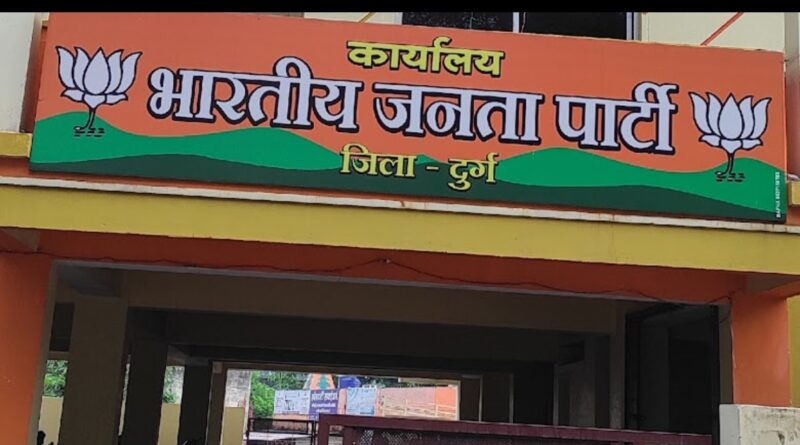 कार्यालय
भारतीय जनता पार्टी
जिला - दुर्ग